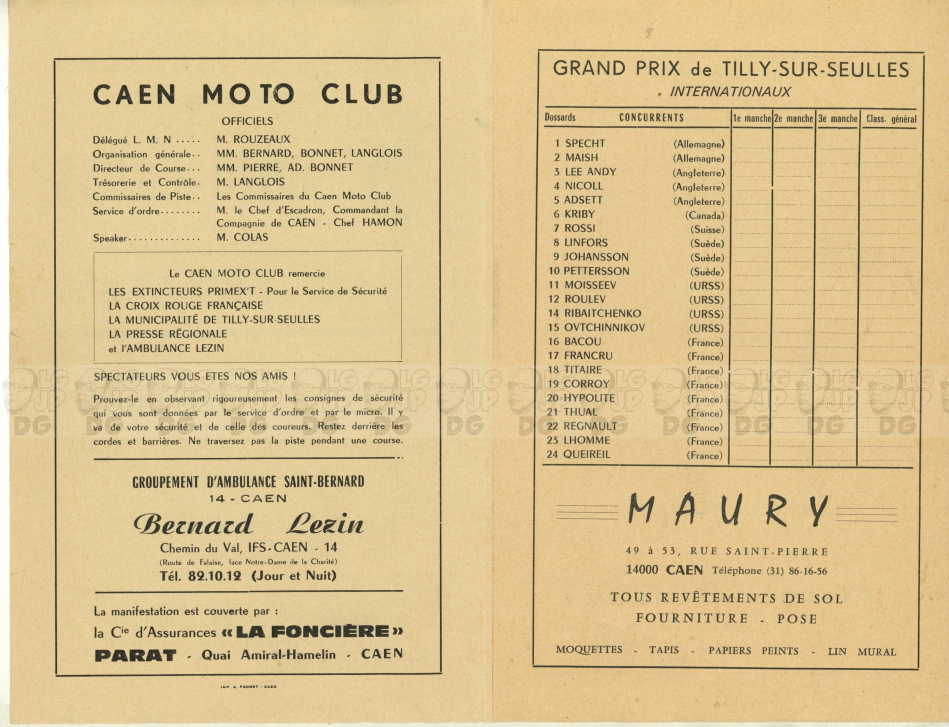 CAEN MOTO CLUB
OFFICIELS
Délégué L. M. N ..... M. ROUZEAUX
Organisation générale.. MM. BERNARD, BONNET, LANGLOIS
Directeur de Course... MM. PIERRE, AD. BONNET
Trésorerie et Contrôle. M. LANGLOIS
Commissaires de Piste.. Les Commissaires du Caen Moto Club
Service d'ordre........ M. le Chef d'Escadron, Commandant la
Compagnie de CAEN - Chef HAMON
Speaker.............. M. COLAS
Le CAEN MOTO CLUB remercie
LES EXTINCTEURS PRIMEX'T - Pour le Service de Sécurité
LA CROIX ROUGE FRANÇAISE
LA MUNICIPALITÉ DE TILLY-SUR-SEULLES
LA PRESSE RÉGIONALE
et l'AMBULANCE LEZIN
SPECTATEURS VOUS ETES NOS AMIS !
Prouvez-le en observant rigoureusement les consignes de sécurité
qui vous sont données par le service d'ordre et par le micro. Il y
va de votre sécurité et de celle des coureurs. Restez derrière les
cordes et barrières. Ne traversez pas la piste pendant une course.
GROUPEMENT D'AMBULANCE SAINT-BERNARD
14 - CAEN
Bernard Lezin
Chemin du Val, IFS-CAEN - 14
(Route de Falaise, face Notre-Dame de la Charité)
Tél. 82.10.12 (Jour et Nuit)
La manifestation est couverte par :
la Cie d'Assurances « LA FONCIÈRE »
PARAT - Quai Amiral-Hamelin - CAEN
IMP. A. FOURET - CAEN
GRAND PRIX de TILLY-SUR-SEULLES
INTERNATIONAUX
Dossards CONCURRENTS 1e manche 2e manche 3e manche Class. général
1 SPECHT (Allemagne)
2 MAISH (Allemagne)
3 LEE ANDY (Angleterre)
4 NICOLL (Angleterre)
5 ADSETT (Angleterre)
6 KRIBY (Canada)
7 ROSSI (Suisse)
8 LINFORS (Suède)
9 JOHANSSON (Suède)
10 PETTERSSON (Suède)
11 MOISSEEV (URSS)
12 ROULEV (URSS)
14 RIBAITCHENKO (URSS)
15 OVTCHINNIKOV (URSS)
16 BACOU (France)
17 FRANCRU (France)
18 TITAIRE (France)
19 CORROY (France)
20 HYPOLITE (France)
21 THUAL (France)
22 REGNAULT (France)
23 LHOMME (France)
24 QUEIREIL (France)
MAURY
49 à 53, RUE SAINT-PIERRE
14000 CAEN Téléphone (31) 86-16-56
TOUS REVÊTEMENTS DE SOL
FOURNITURE - POSE
MOQUETTES - TAPIS - PAPIERS PEINTS - LIN MURAL